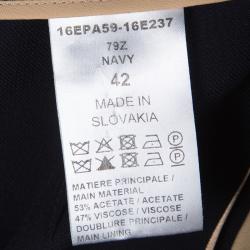 16EPA59-16E237
79Z
NAVY
42
MADE IN
SLOVAKIA
P
P
MATIERE PRINCIPALE /
MAIN MATERIAL
53% ACETATE / ACETATE
47% VISCOSE / VISCOSE
DOUBLURE PRINCIPALE /
MAIN LINING